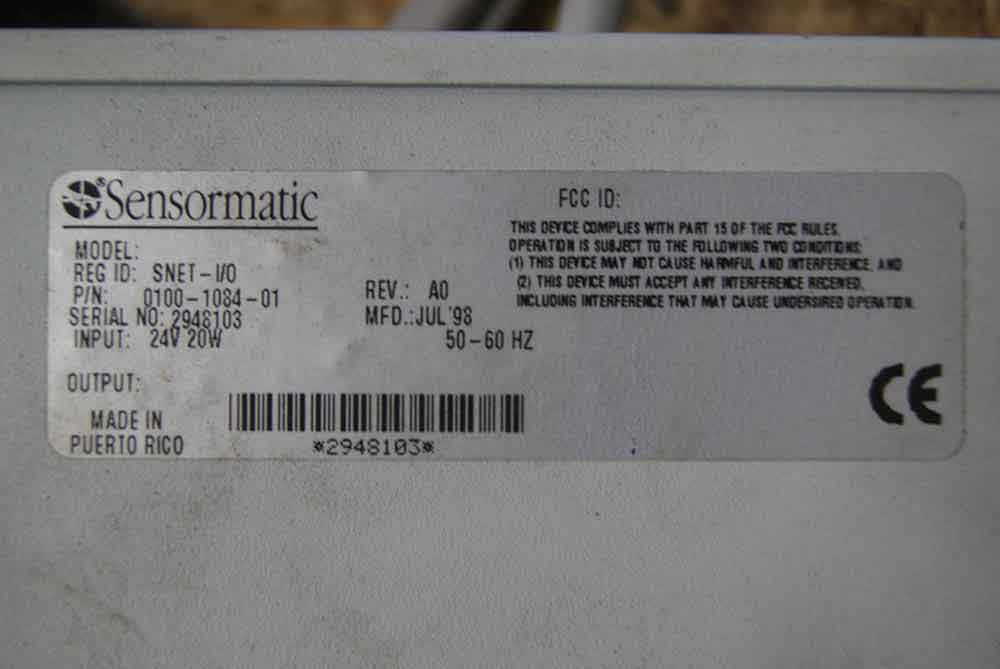 Sensormatic®
FCC ID:
THIS DEVICE COMPLIES WITH PART 15 OF THE FCC RULES.
OPERATION IS SUBJECT TO THE FOLLOWING TWO CONDITIONS:
(1) THIS DEVICE MAY NOT CAUSE HARMFUL AND INTERFERENCE, AND
(2) THIS DEVICE MUST ACCEPT ANY INTERFERENCE RECEIVED,
INCLUDING INTERFERENCE THAT MAY CAUSE UNDERSIRED OPERATION.
MODEL:
REG ID: SNET-I/O
P/N: 0100-1084-01 REV.: A0
SERIAL NO: 2948103 MFD.:JUL'98
INPUT: 24V 20W 50-60 HZ
OUTPUT:
CE
MADE IN
PUERTO RICO
*2948103*